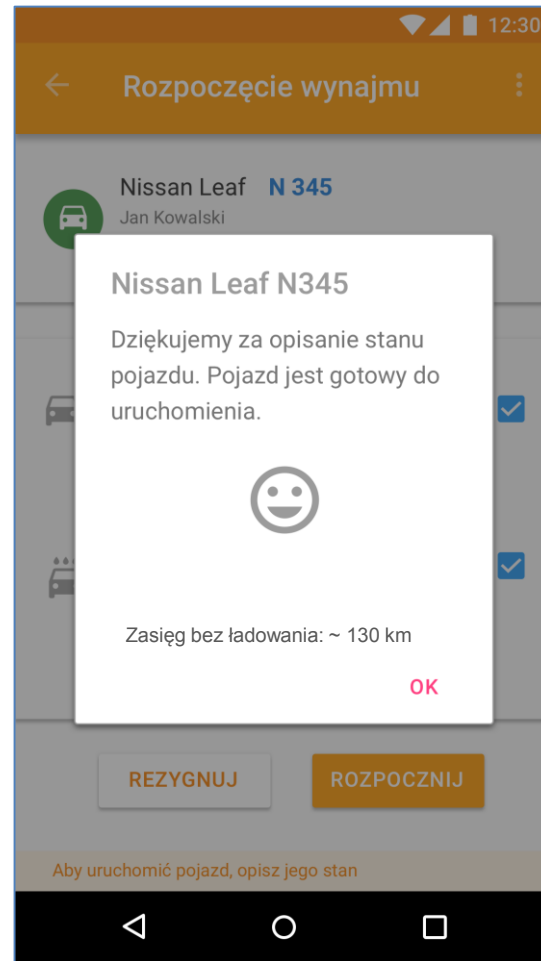 12:30
Rozpoczęcie wynajmu
Nissan Leaf N 345
Jan Kowalski
Nissan Leaf N345
Dziękujemy za opisanie stanu
pojazdu. Pojazd jest gotowy do
uruchomienia.
Zasięg bez ładowania: ~ 130 km
OK
REZYGNUJ ROZPOCZNIJ
Aby uruchomić pojazd, opisz jego stan